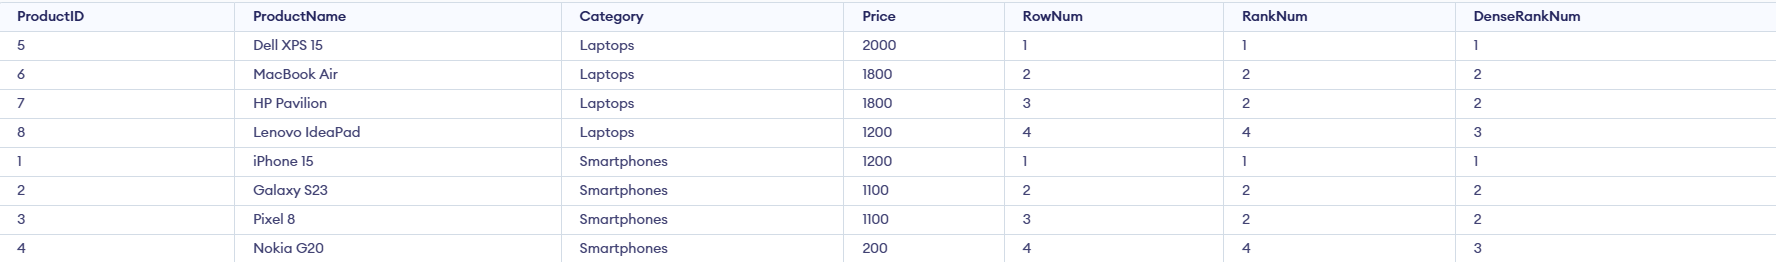 ProductID ProductName Category Price RowNum RankNum DenseRankNum
5 Dell XPS 15 Laptops 2000 1 1 1
6 MacBook Air Laptops 1800 2 2 2
7 HP Pavilion Laptops 1800 3 2 2
8 Lenovo IdeaPad Laptops 1200 4 4 3
1 iPhone 15 Smartphones 1200 1 1 1
2 Galaxy S23 Smartphones 1100 2 2 2
3 Pixel 8 Smartphones 1100 3 2 2
4 Nokia G20 Smartphones 200 4 4 3